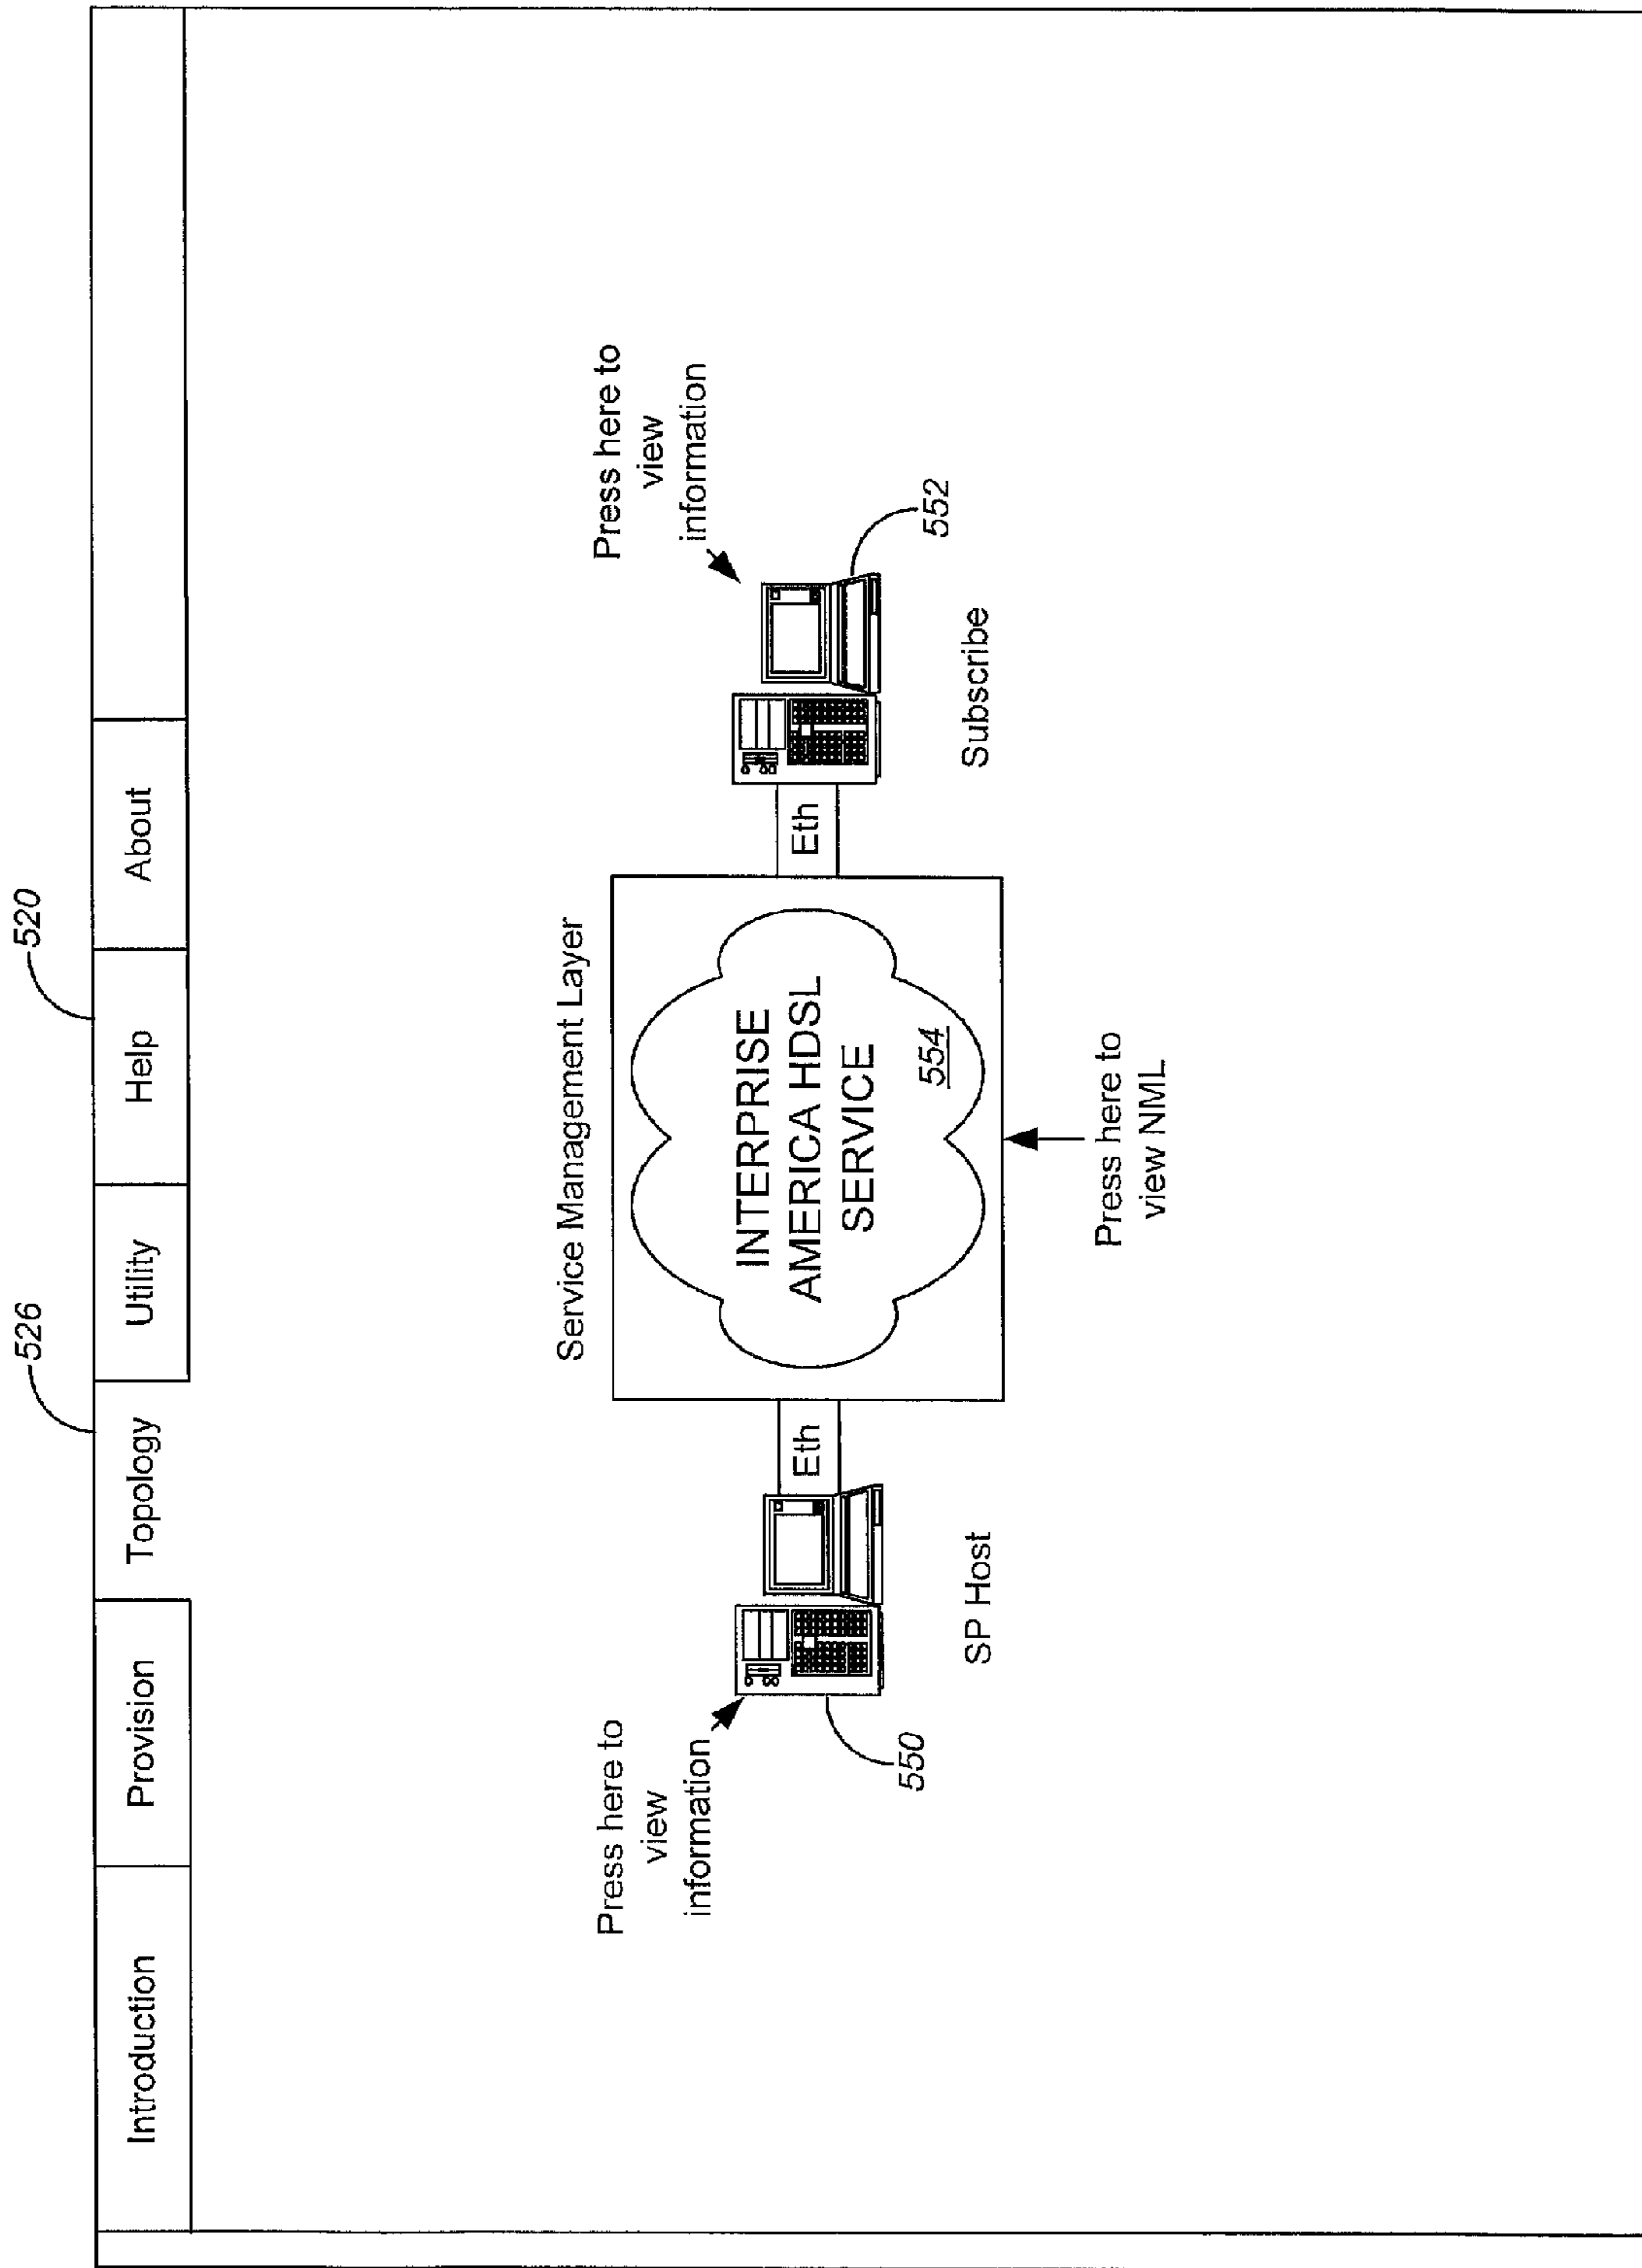 526
520
Introduction
Provision
Topology
Utility
Help
About
Service Management Layer
Press here to
view
information
Press here to
view
information
550
Eth
INTERPRISE
AMERICA HDSL
SERVICE
554
Eth
552
SP Host
Subscribe
Press here to
view NML